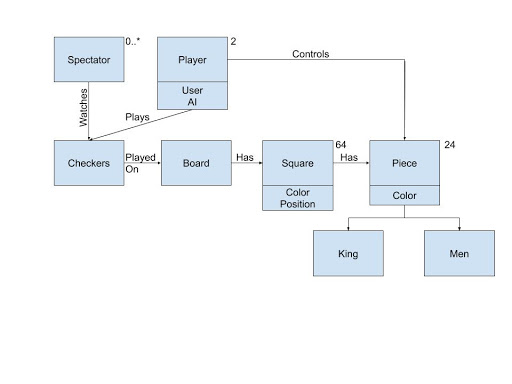 0..*
2
Spectator
Player
Controls
User
AI
Watches
Plays
64
24
Checkers
Played
On
Board
Has
Square
Has
Piece
Color
Position
Color
King
Men